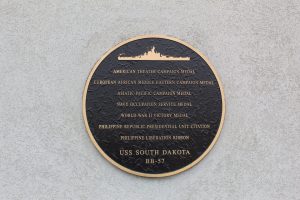 AMERICAN THEATER CAMPAIGN MEDAL
EUROPEAN AFRICAN MIDDLE EASTERN CAMPAIGN MEDAL
ASIATIC PACIFIC CAMPAIGN MEDAL
NAVY OCCUPATION SERVICE MEDAL
WORLD WAR II VICTORY MEDAL
PHILIPPINE REPUBLIC PRESIDENTIAL UNIT CITATION
PHILIPPINE LIBERATION RIBBON
USS SOUTH DAKOTA
BB-57